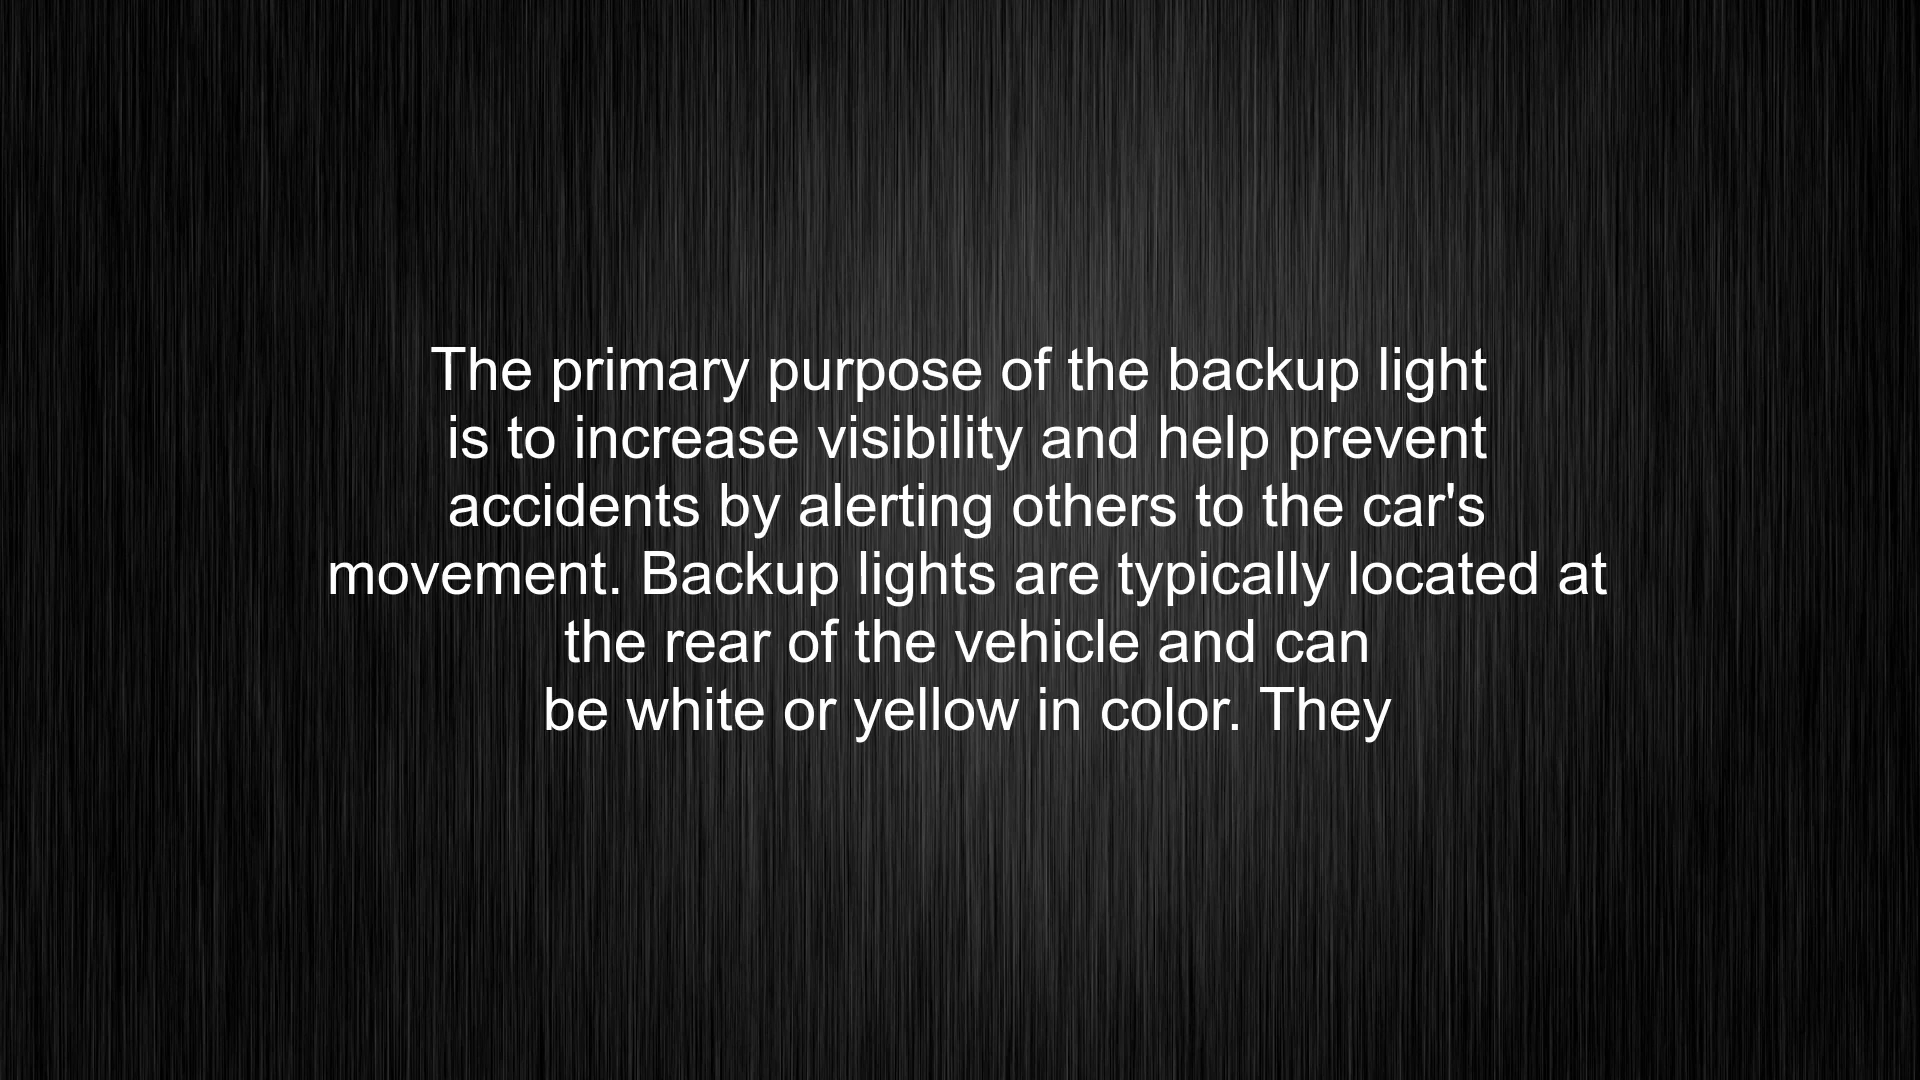 The primary purpose of the backup light
is to increase visibility and help prevent
accidents by alerting others to the car's
movement. Backup lights are typically located at
the rear of the vehicle and can
be white or yellow in color. They